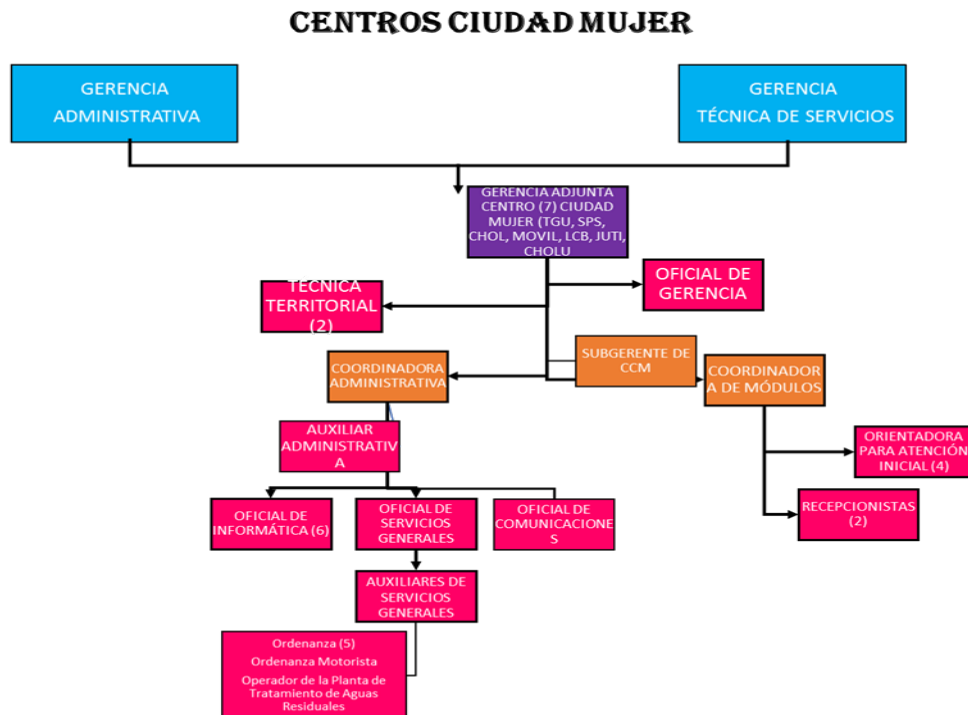 CENTROS CIUDAD MUJER
GERENCIA
ADMINISTRATIVA
GERENCIA
TÉCNICA DE SERVICIOS
GERENCIA ADJUNTA
CENTRO (7) CIUDAD
MUJER (TGU, SPS,
CHOL, MOVIL, LCB, JUTI,
CHOLU
OFICIAL DE
GERENCIA
TECNICA
TERRITORIAL
(2)
SUBGERENTE DE
CCM
COORDINADORA
ADMINISTRATIVA
COORDINADOR
A DE MÓDULOS
AUXILIAR
ADMINISTRATIV
A
ORIENTADORA
PARA ATENCIÓN
INICIAL (4)
RECEPCIONISTAS
(2)
OFICIAL DE
INFORMÁTICA (6)
OFICIAL DE
SERVICIOS
GENERALES
OFICIAL DE
COMUNICACIONE
S
AUXILIARES DE
SERVICIOS
GENERALES
Ordenanza (5)
Ordenanza Motorista
Operador de la Planta de
Tratamiento de Aguas
Residuales